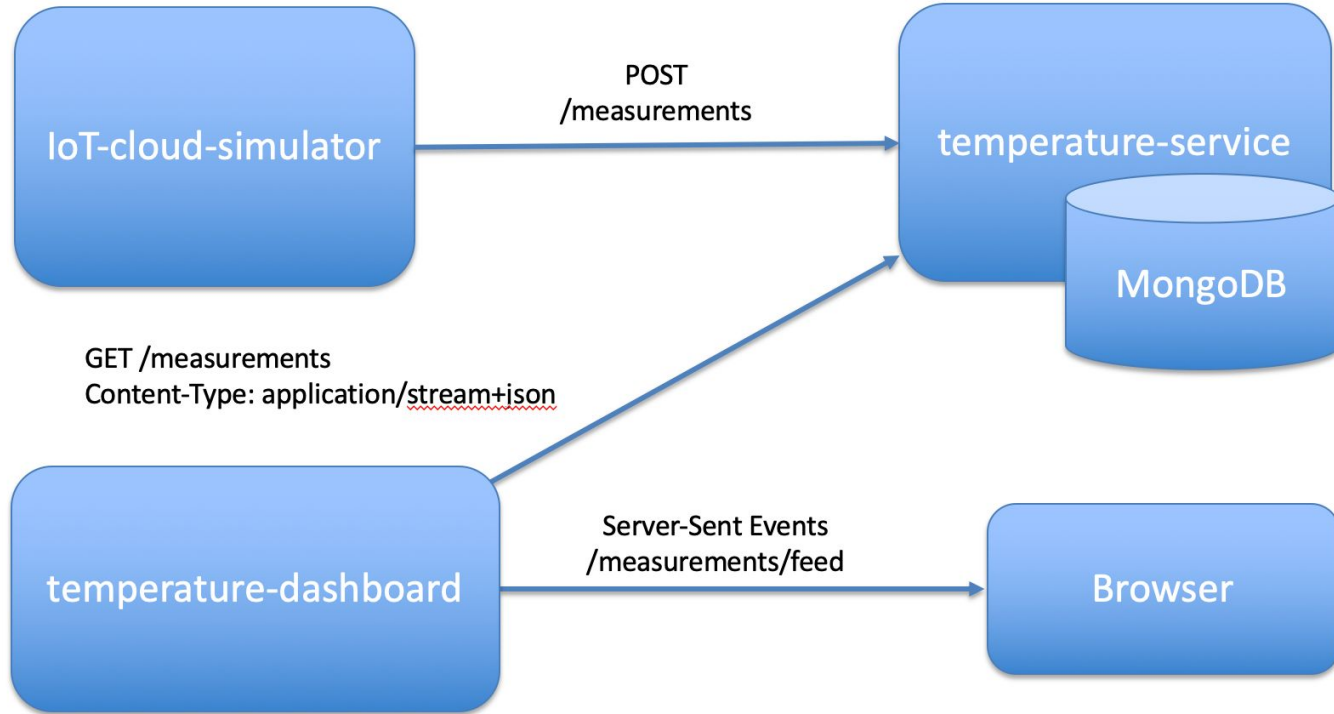 IoT-cloud-simulator
POST
/measurements
temperature-service
MongoDB
GET /measurements
Content-Type: application/stream+json
temperature-dashboard
Server-Sent Events
/measurements/feed
Browser